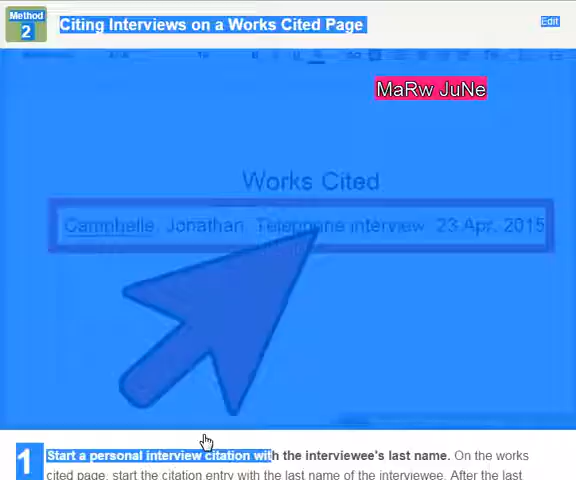 Method
2
Citing Interviews on a Works Cited Page
Edit
MaRw JuNe
Works Cited
Campbelle, Jonathan. Telephone interview. 23 Apr. 2015
1
Start a personal interview citation with the interviewee's last name. On the works
cited page, start the citation entry with the last name of the interviewee. After the last